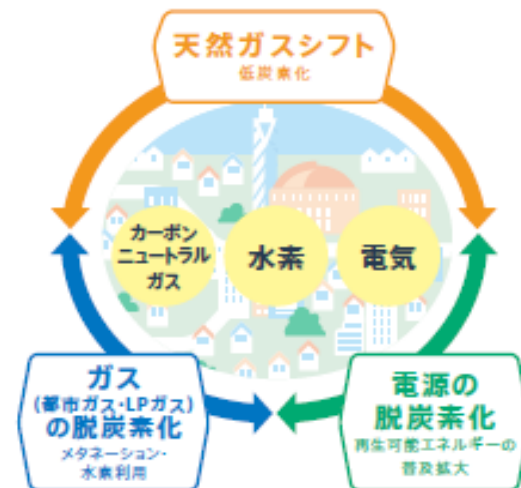 天然ガスシフト
低炭素化
カーボン
ニュートラル
ガス
水素
電気
ガス
(都市ガス・LPガス)
の脱炭素化
メタネーション・
水素利用
電源の
脱炭素化
再生可能エネルギーの
普及拡大